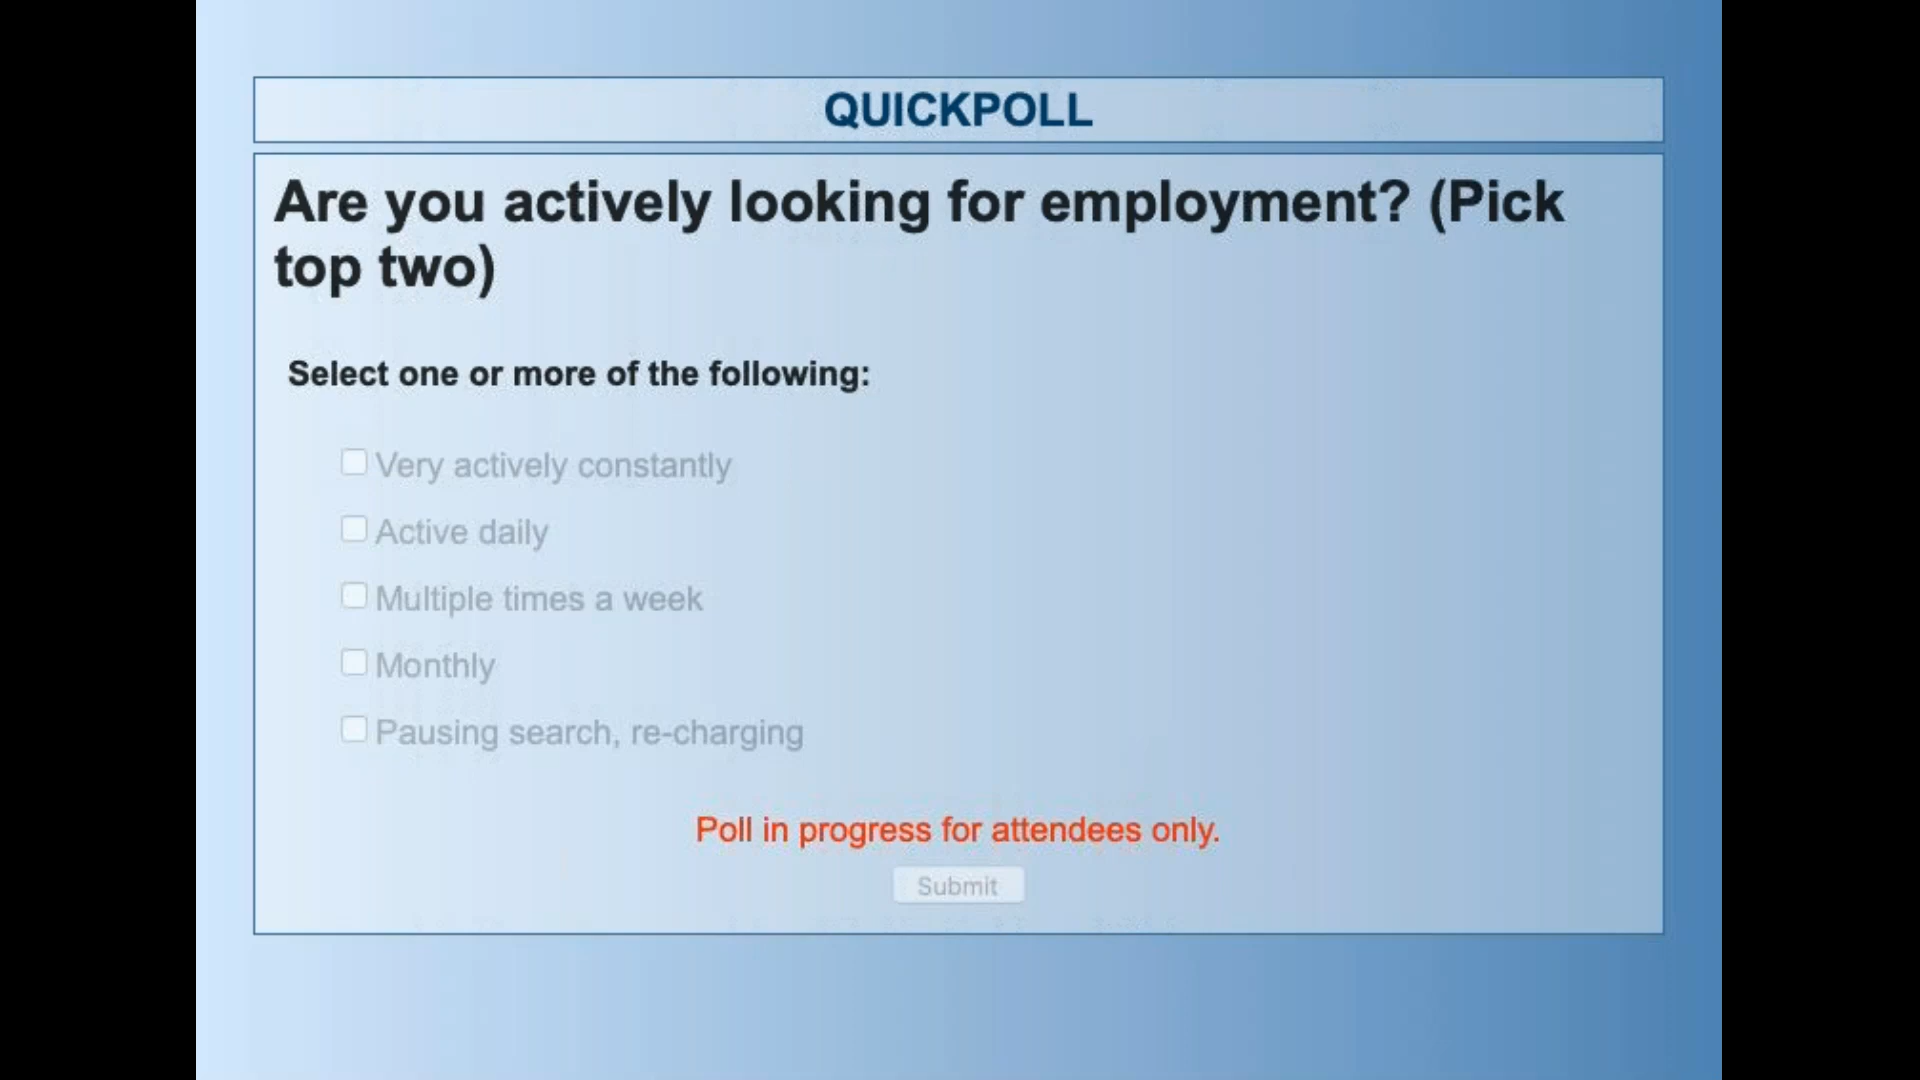 QUICKPOLL
Are you actively looking for employment? (Pick
top two)
Select one or more of the following:
Very actively constantly
Active daily
Multiple times a week
Monthly
Pausing search, re-charging
Poll in progress for attendees only.
Submit